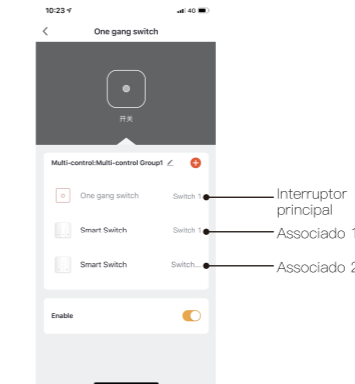 10:23
4G
One gang switch
开关
Multi-control:Multi-control Group1
One gang switch Switch 1
Interruptor
principal
Smart Switch Switch 1
Associado 1
Smart Switch Switch...
Associado 2
Enable